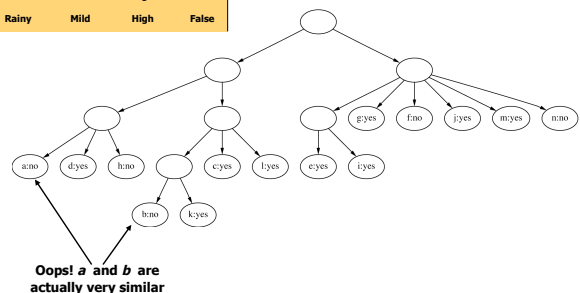 Rainy Mild High False
g:yes f:no j:yes m:yes n:no
a:no d:yes h:no c:yes l:yes e:yes i:yes
b:no k:yes
Oops! a and b are
actually very similar